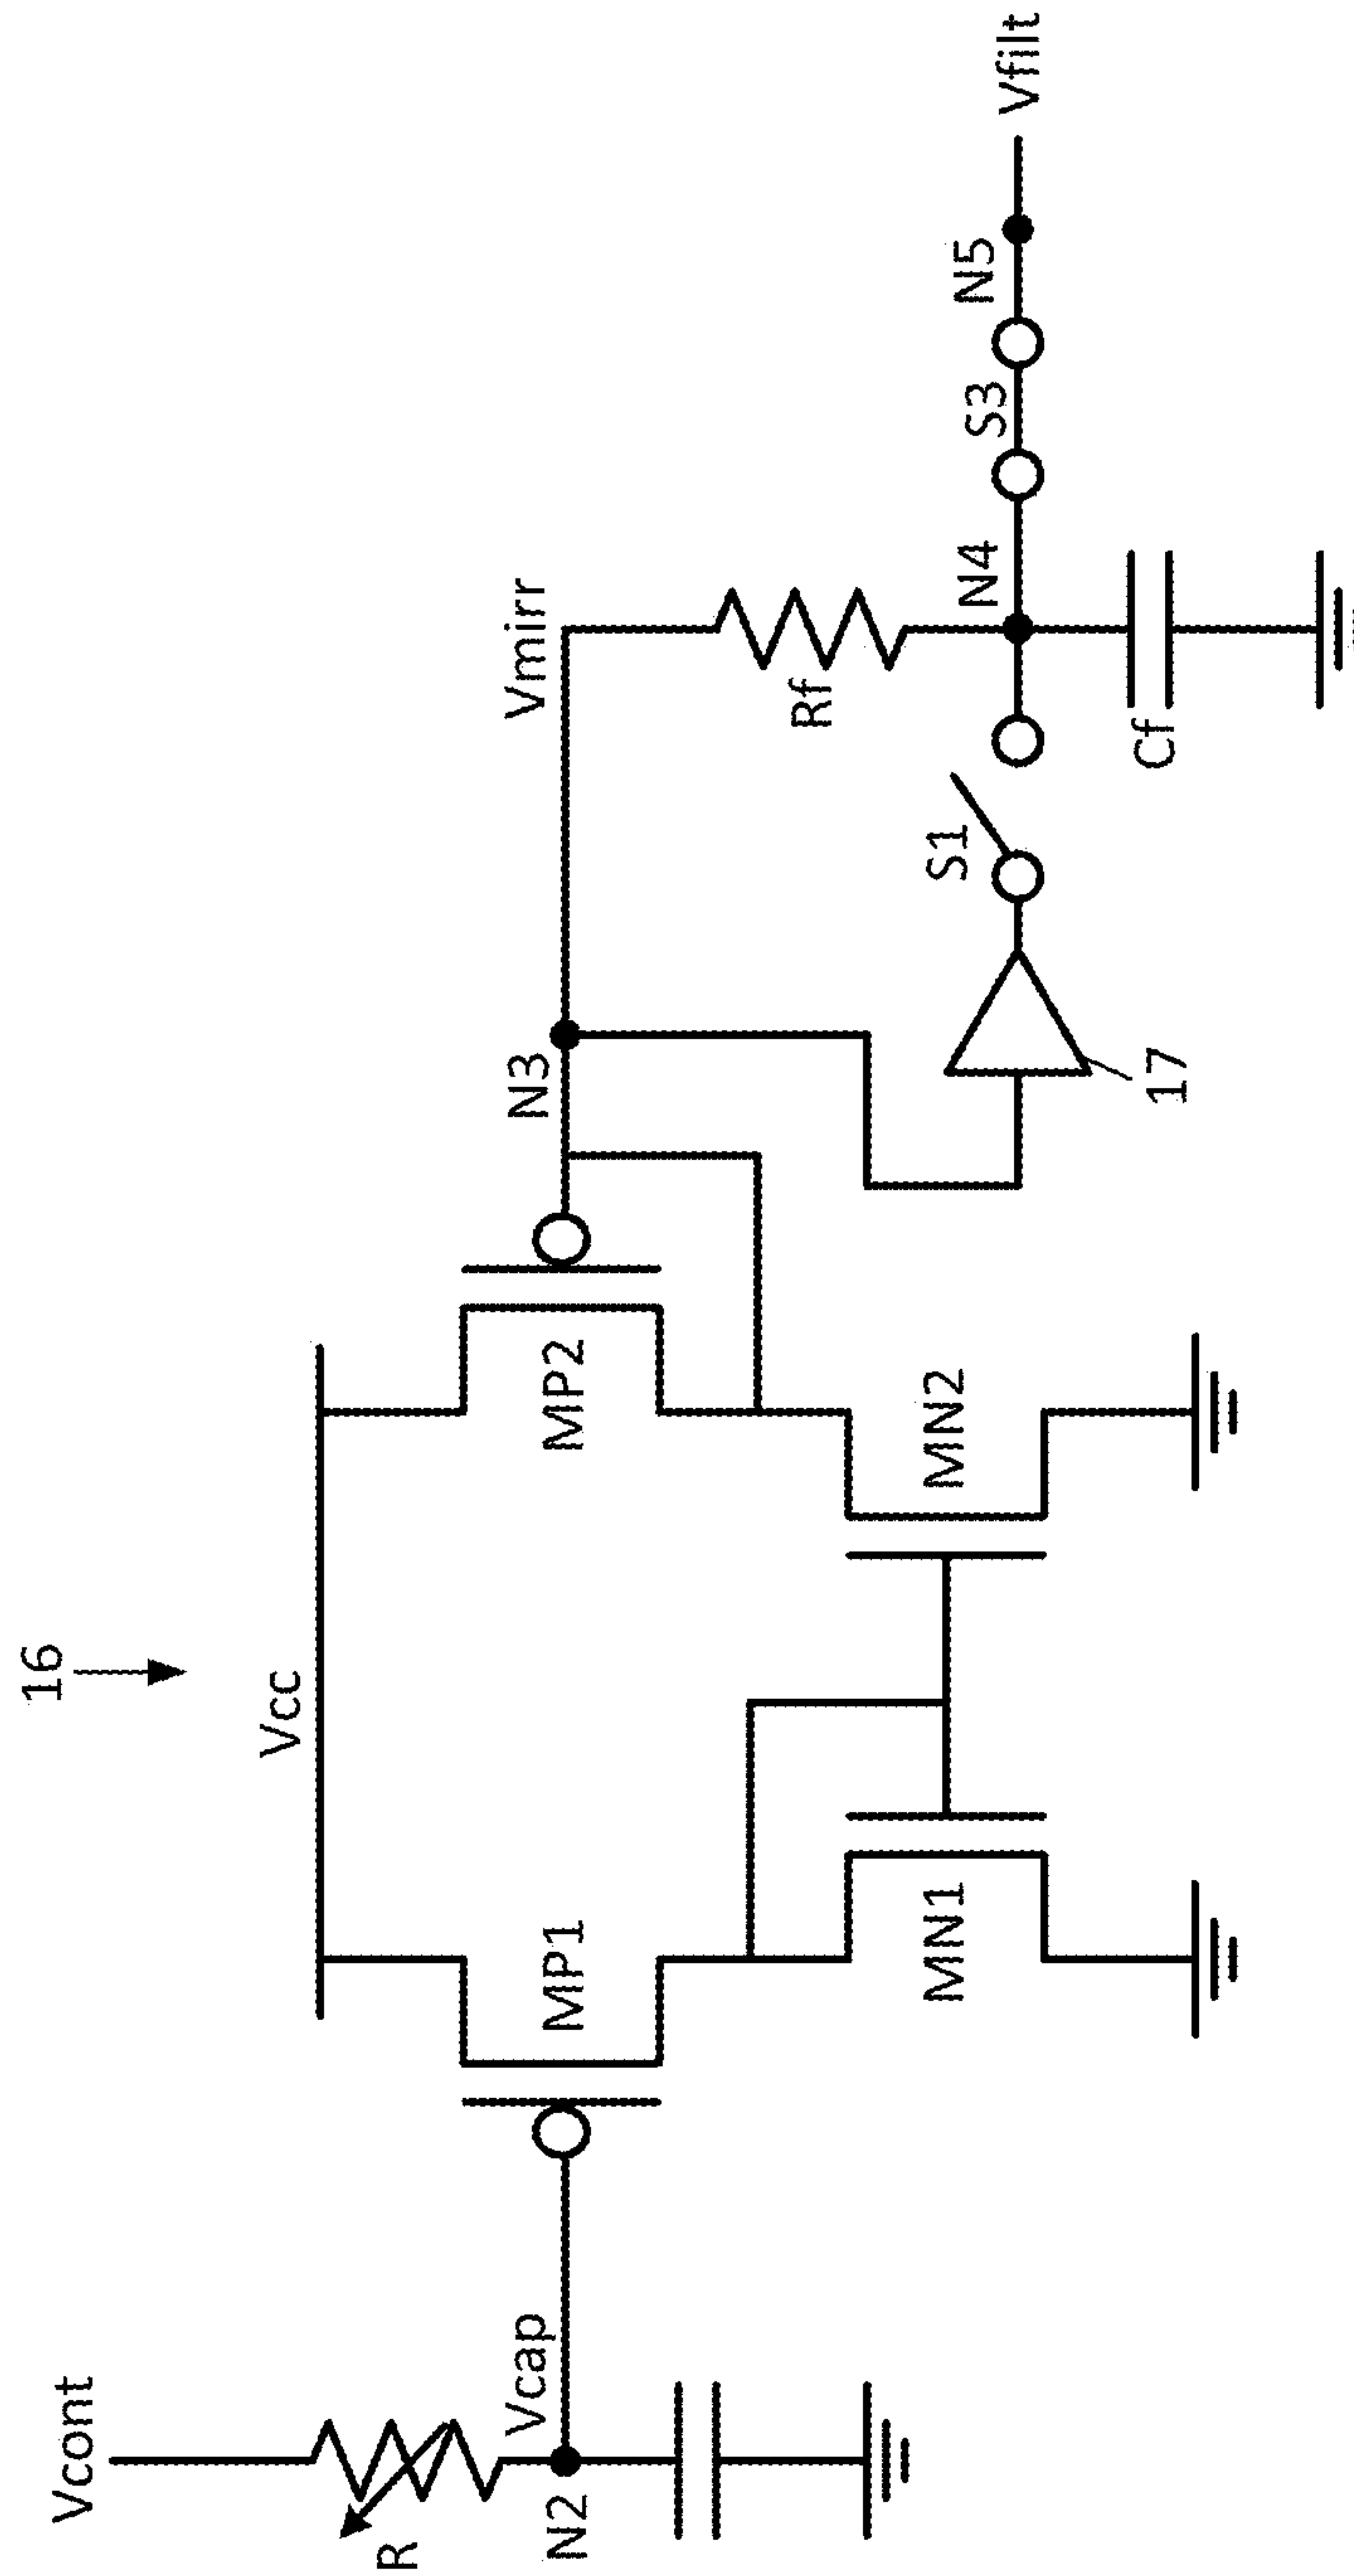 16
Vcont
R
N2
Vcap
Vcc
MP1
MP2
MN1
MN2
N3
Vmirr
Rf
17
S1
Cf
N4
S3
N5
Vfilt